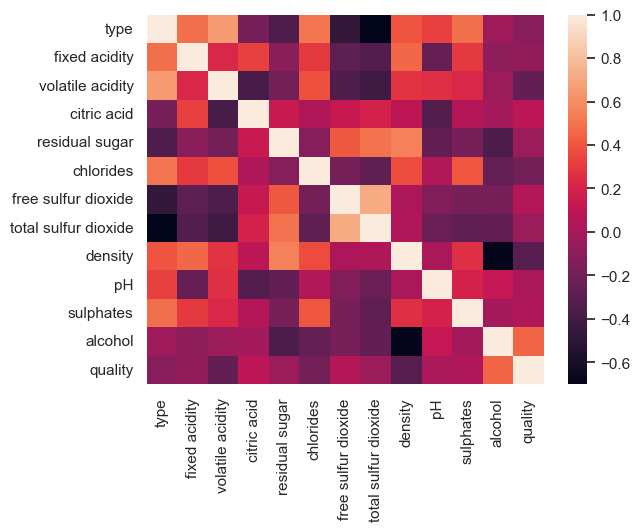 type
fixed acidity
volatile acidity
citric acid
residual sugar
chlorides
free sulfur dioxide
total sulfur dioxide
density
pH
sulphates
alcohol
quality
type
fixed acidity
volatile acidity
citric acid
residual sugar
chlorides
free sulfur dioxide
total sulfur dioxide
density
pH
sulphates
alcohol
quality
1.0
0.8
0.6
0.4
0.2
0.0
−0.2
−0.4
−0.6